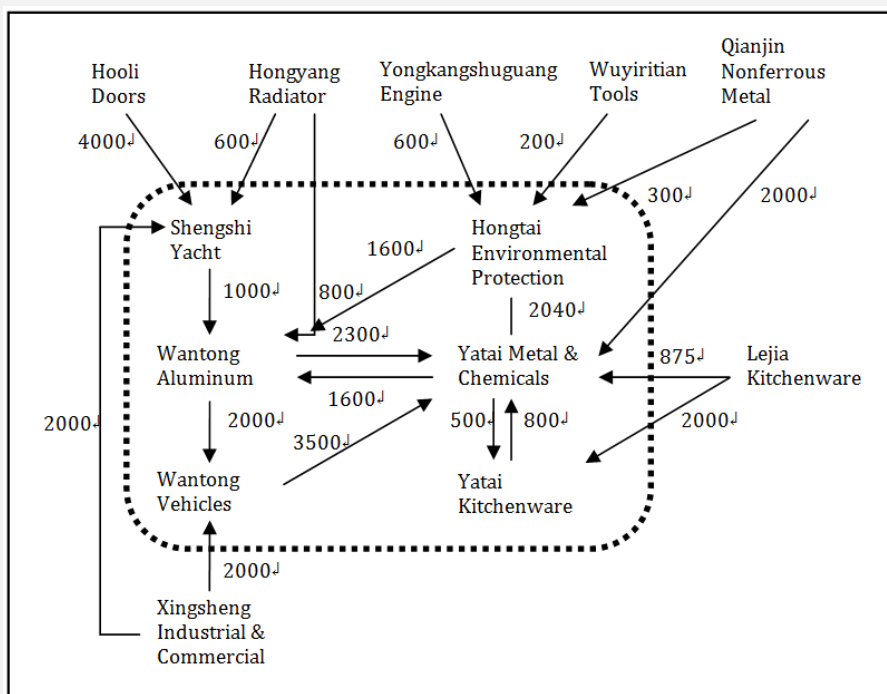 Hooli
Doors
Hongyang
Radiator
Yongkangshuguang
Engine
Wuyiritian
Tools
Qianjin
Nonferrous
Metal
4000↲
600↲
600↲
200↲
300↲
2000↲
Shengshi
Yacht
Hongtai
Environmental
Protection
1600↲
1000↲
800↲
2040↲
2300↲
Wantong
Aluminum
Yatai Metal &
Chemicals
875↲
Lejia
Kitchenware
1600↲
2000↲
2000↲
3500↲
500↲
800↲
2000↲
Wantong
Vehicles
Yatai
Kitchenware
2000↲
Xingsheng
Industrial &
Commercial